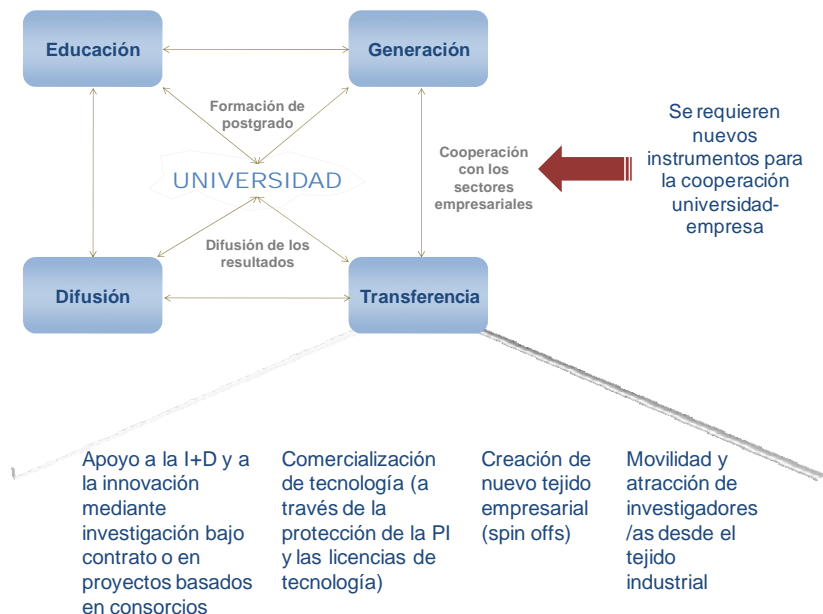 Educación
Generación
Formación de
postgrado
UNIVERSIDAD
Cooperación
con los
sectores
empresariales
Se requieren
nuevos
instrumentos para
la cooperación
universidad-
empresa
Difusión de los
resultados
Difusión
Transferencia
Apoyo a la I+D y a
la innovación
mediante
investigación bajo
contrato o en
proyectos basados
en consorcios
Comercialización
de tecnología (a
través de la
protección de la PI
y las licencias de
tecnología)
Creación de
nuevo tejido
empresarial
(spin offs)
Movilidad y
atracción de
investigadores
/as desde el
tejido
industrial